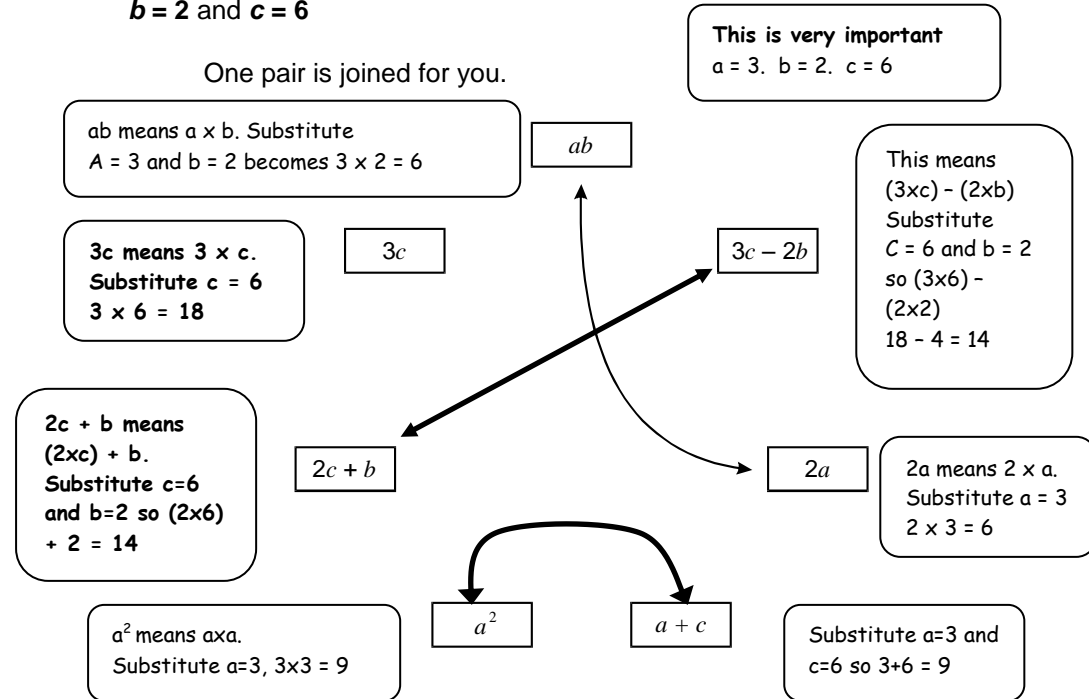 b = 2 and c = 6
This is very important
a = 3. b = 2. c = 6
One pair is joined for you.
ab means a x b. Substitute
A = 3 and b = 2 becomes 3 x 2 = 6
ab
This means
(3xc) – (2xb)
Substitute
C = 6 and b = 2
so (3x6) –
(2x2)
18 – 4 = 14
3c means 3 x c.
Substitute c = 6
3 x 6 = 18
3c
3c – 2b
2c + b means
(2xc) + b.
Substitute c=6
and b=2 so (2x6)
+ 2 = 14
2c + b
2a
2a means 2 x a.
Substitute a = 3
2 x 3 = 6
a² means axa.
Substitute a=3, 3x3 = 9
a²
a + c
Substitute a=3 and
c=6 so 3+6 = 9